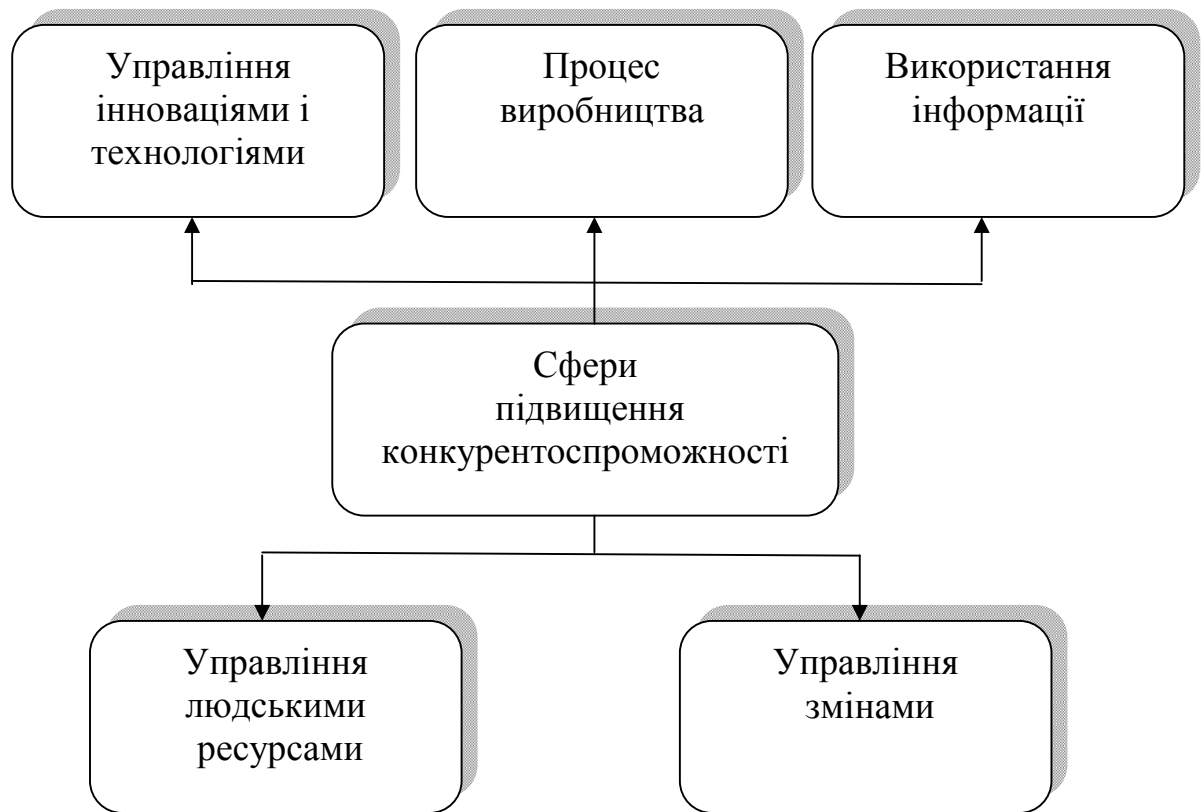 Управління
інноваціями і
технологіями
Процес
виробництва
Використання
інформації
Сфери
підвищення
конкурентоспроможності
Управління
людськими
ресурсами
Управління
змінами